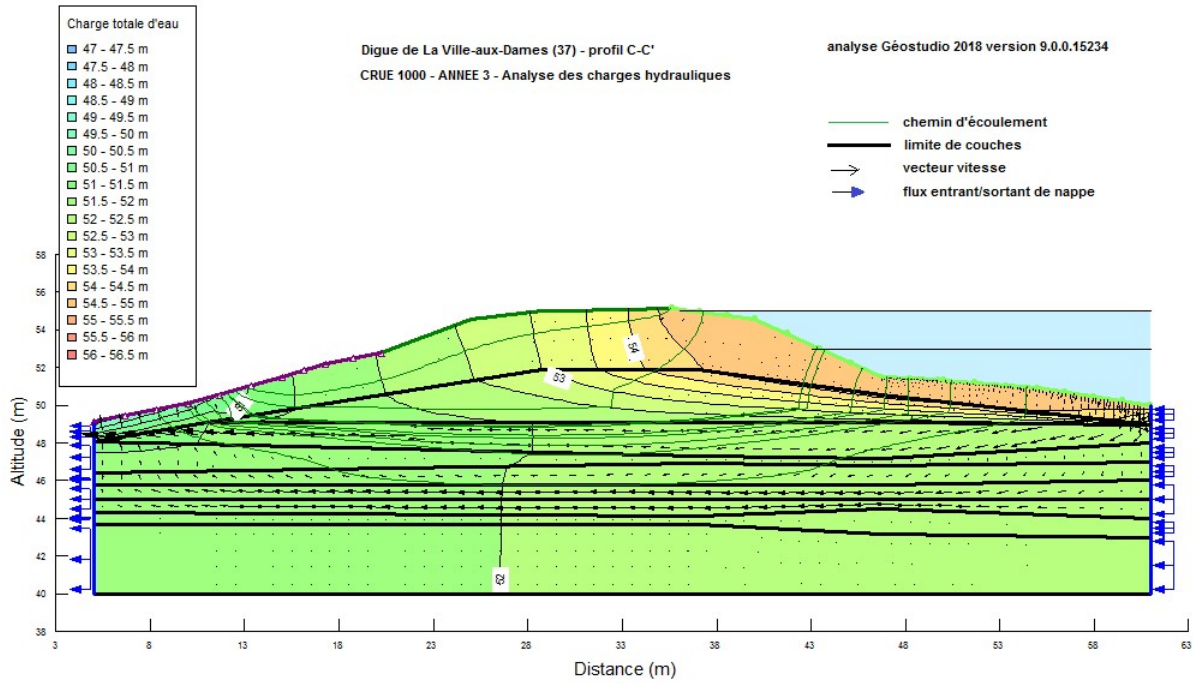 Charge totale d'eau
47 - 47.5 m
47.5 - 48 m
48 - 48.5 m
48.5 - 49 m
49 - 49.5 m
49.5 - 50 m
50 - 50.5 m
50.5 - 51 m
51 - 51.5 m
51.5 - 52 m
52 - 52.5 m
52.5 - 53 m
53 - 53.5 m
53.5 - 54 m
54 - 54.5 m
54.5 - 55 m
55 - 55.5 m
55.5 - 56 m
56 - 56.5 m
Digue de La Ville-aux-Dames (37) - profil C-C'
CRUE 1000 - ANNEE 3 - Analyse des charges hydrauliques
analyse Géostudio 2018 version 9.0.0.15234
chemin d'écoulement
limite de couches
vecteur vitesse
flux entrant/sortant de nappe
58
56
54
52
50
48
46
44
42
40
38
Altitude (m)
54
53
52
3
8
13
18
23
28
33
38
43
48
53
58
63
Distance (m)